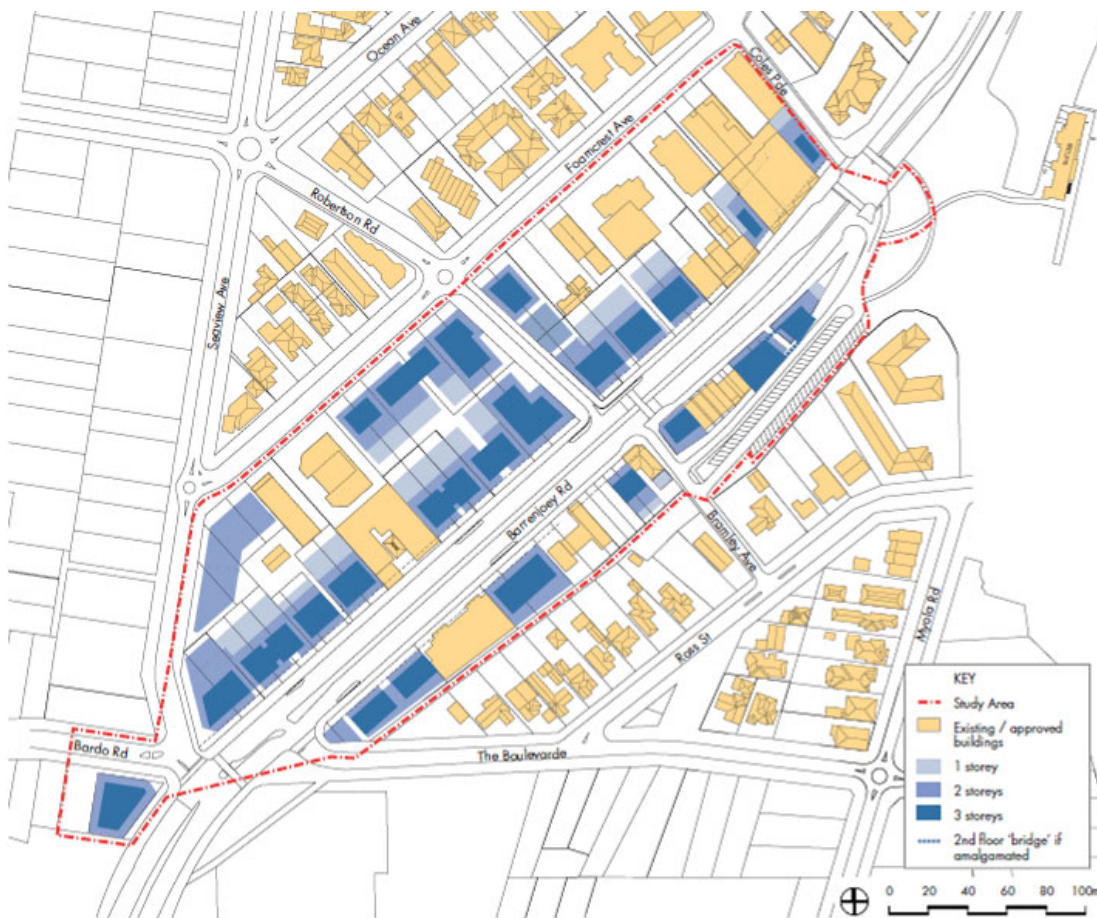 Ocean Ave
Coles Pde
Foamcrest Ave
Robertson Rd
Seaview Ave
Barrenjoey Rd
Bramley Ave
Ross St
Myola Rd
Bardo Rd
The Boulevarde
KEY
Study Area
Existing / approved
buildings
1 storey
2 storeys
3 storeys
2nd floor 'bridge' if
amalgamated
0 20 40 60 80 100m